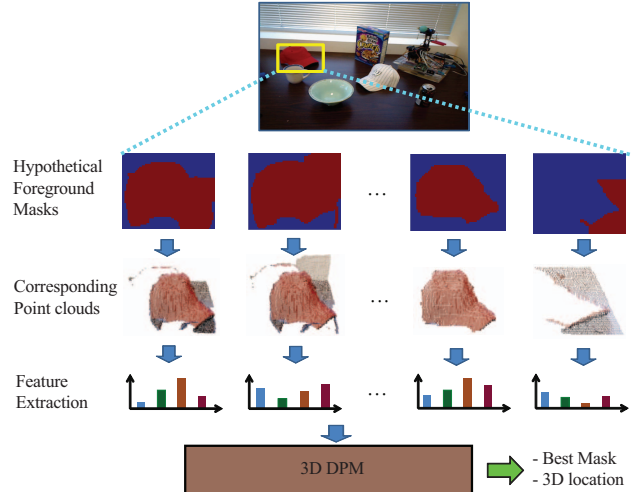 Hypothetical
Foreground
Masks
...
Corresponding
Point clouds
...
Feature
Extraction
...
3D DPM
- Best Mask
- 3D location